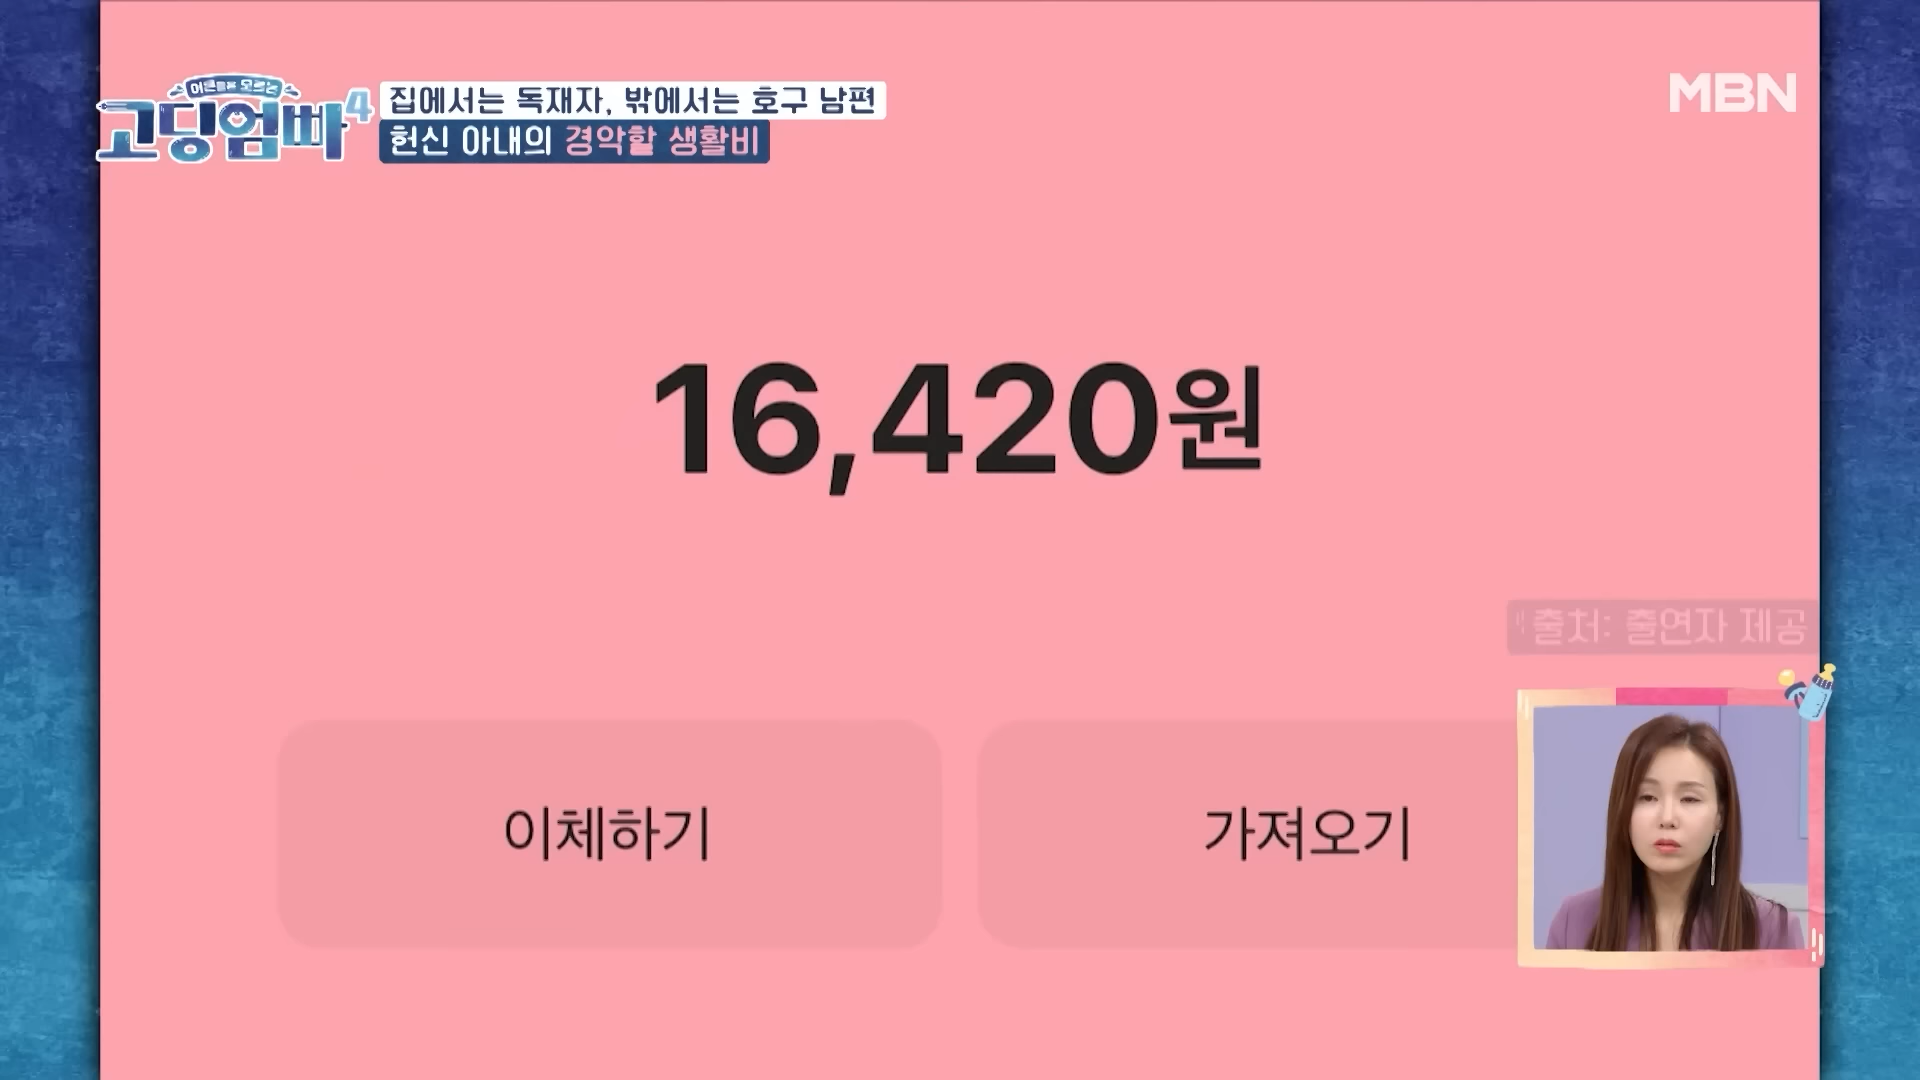 어른들은 모르는
고딩엄빠4
집에서는 독재자, 밖에서는 호구 남편
헌신 아내의 경악할 생활비
MBN
16,420원
출처: 출연자 제공
이체하기
가져오기